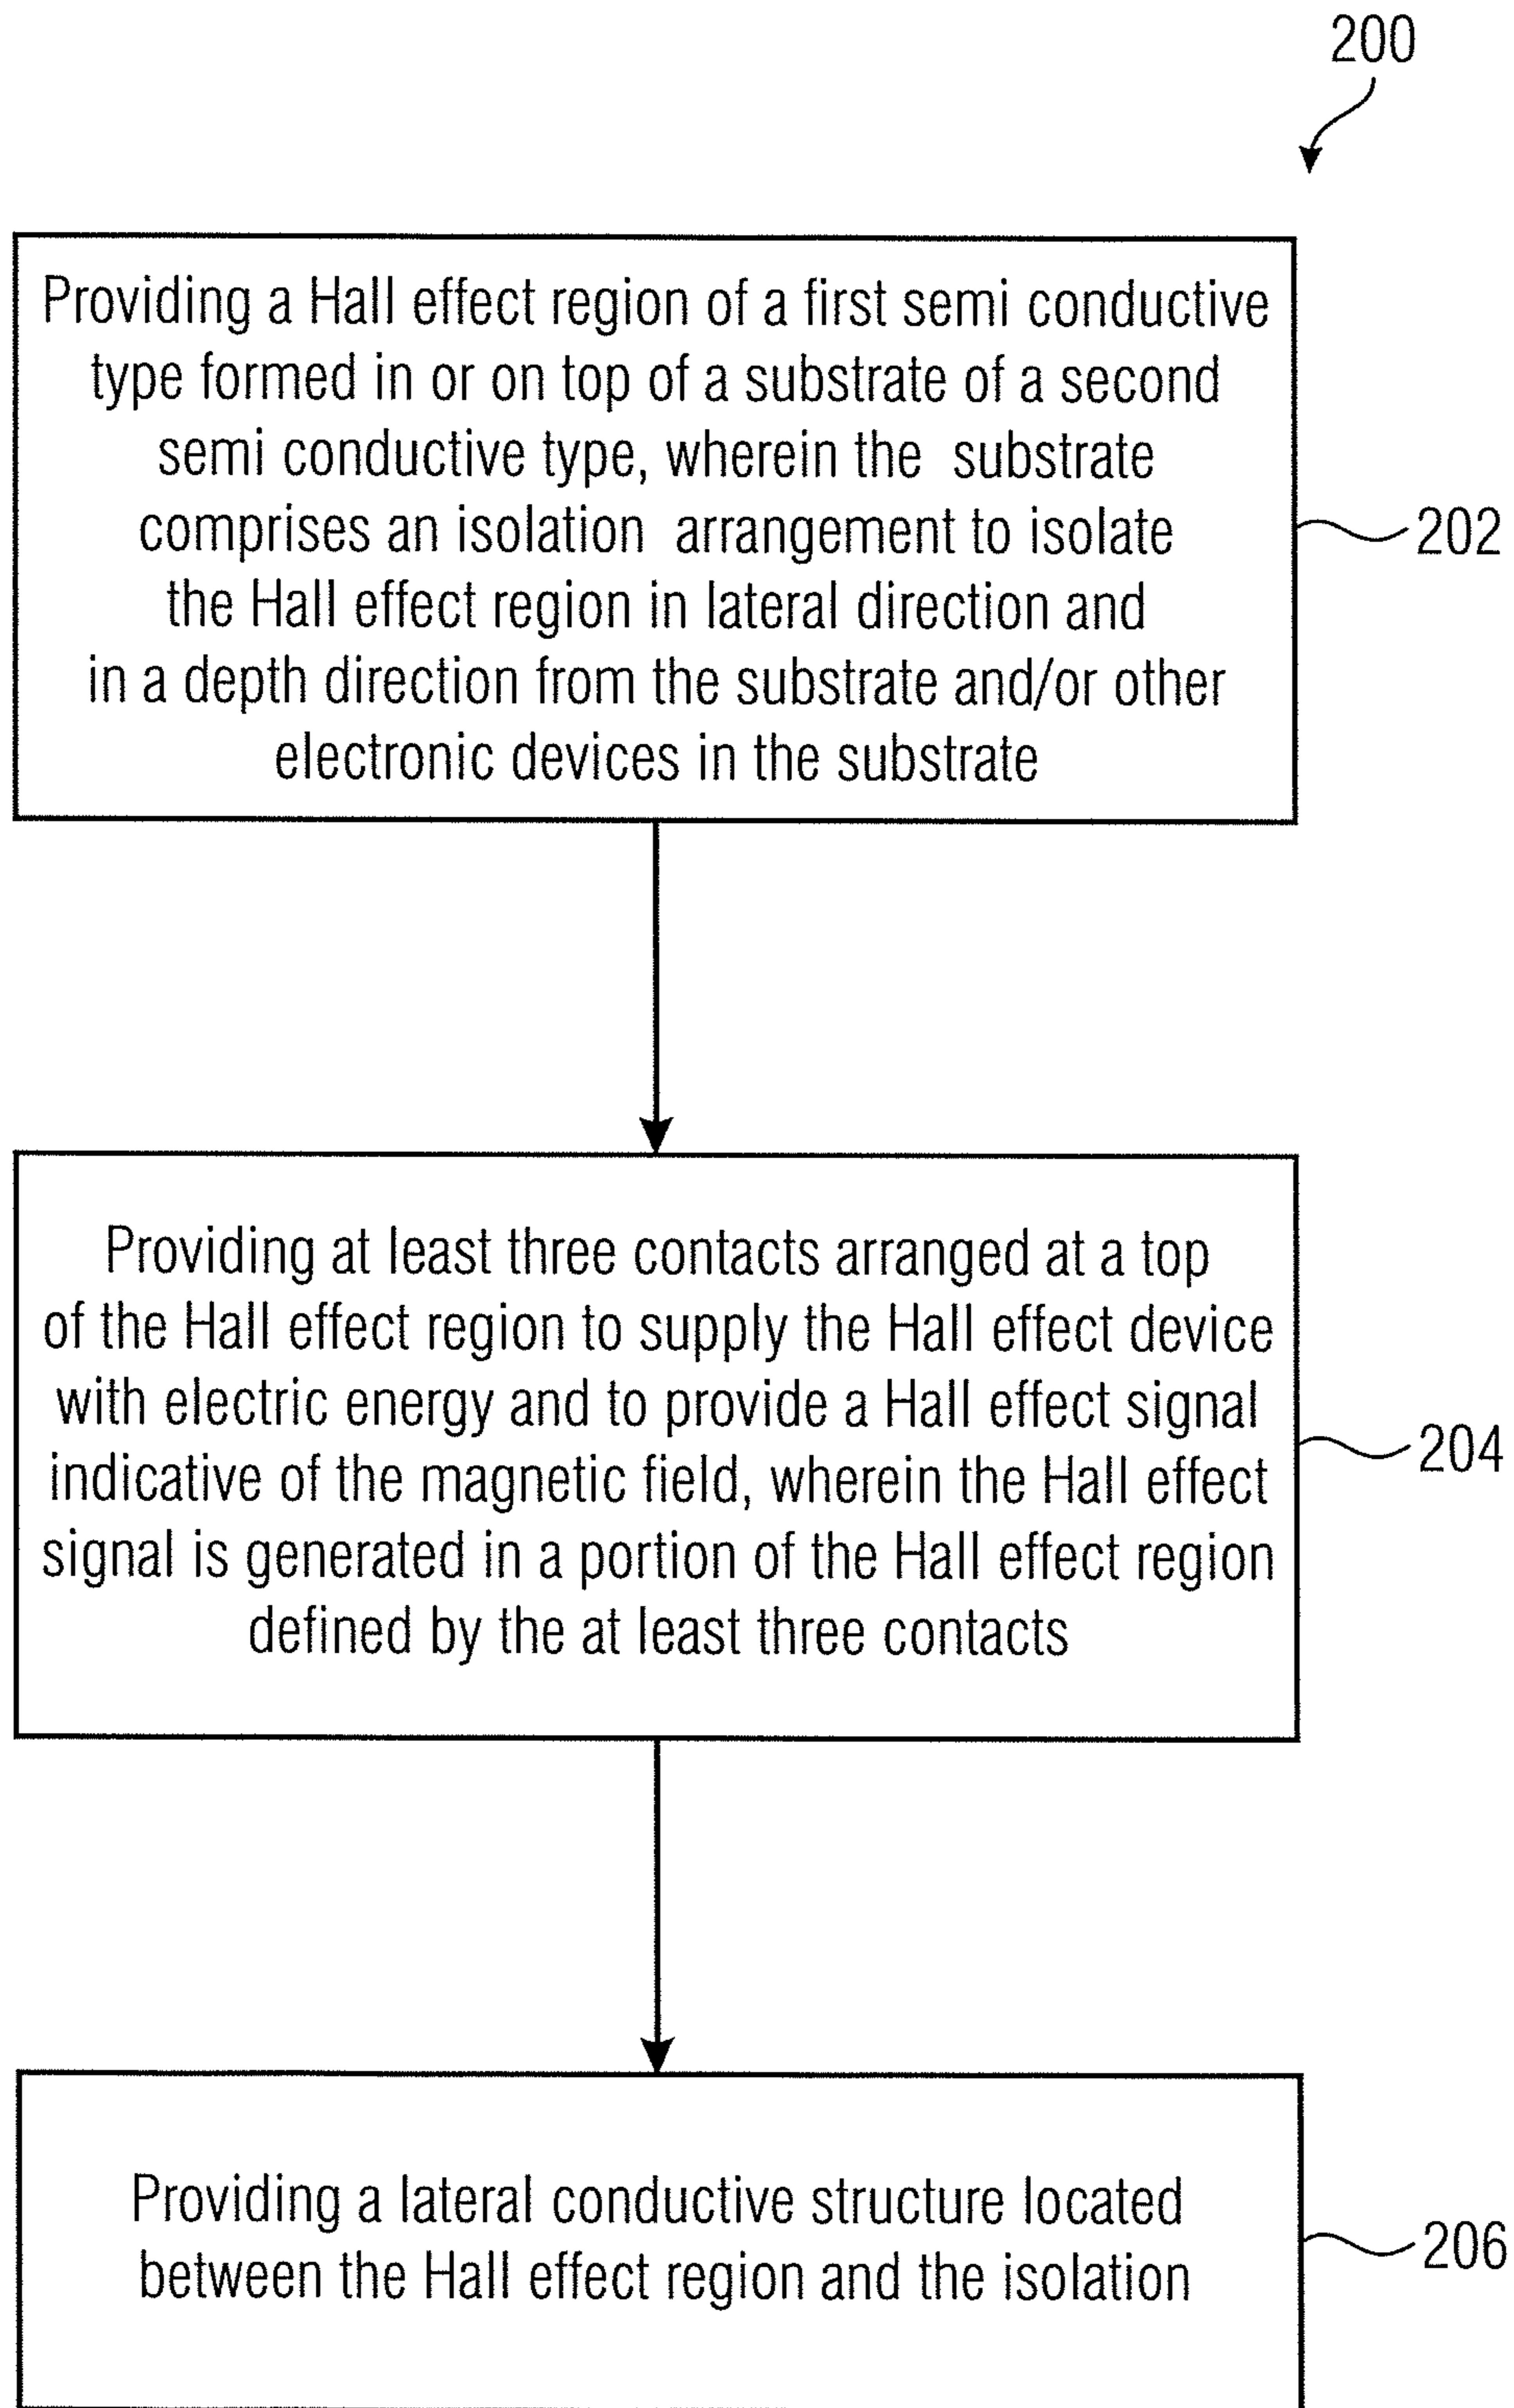 200
Providing a Hall effect region of a first semi conductive
type formed in or on top of a substrate of a second
semi conductive type, wherein the substrate
comprises an isolation arrangement to isolate
the Hall effect region in lateral direction and
in a depth direction from the substrate and/or other
electronic devices in the substrate
202
Providing at least three contacts arranged at a top
of the Hall effect region to supply the Hall effect device
with electric energy and to provide a Hall effect signal
indicative of the magnetic field, wherein the Hall effect
signal is generated in a portion of the Hall effect region
defined by the at least three contacts
204
Providing a lateral conductive structure located
between the Hall effect region and the isolation
206